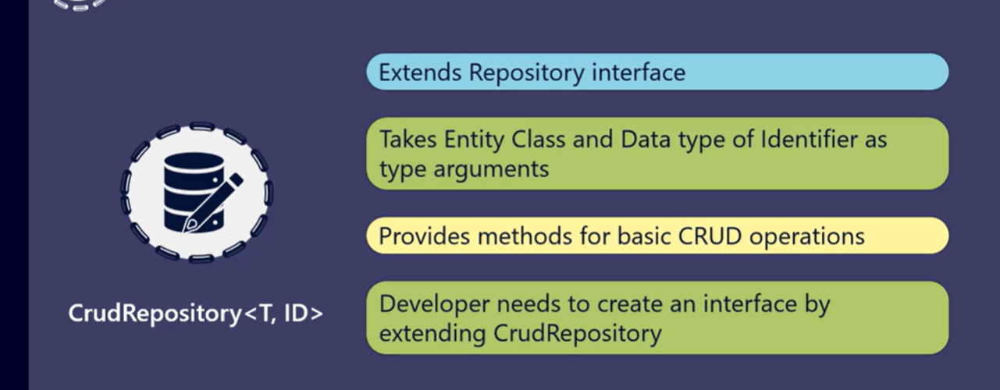 Extends Repository interface
Takes Entity Class and Data type of Identifier as
type arguments
Provides methods for basic CRUD operations
CrudRepository<T, ID>
Developer needs to create an interface by
extending CrudRepository